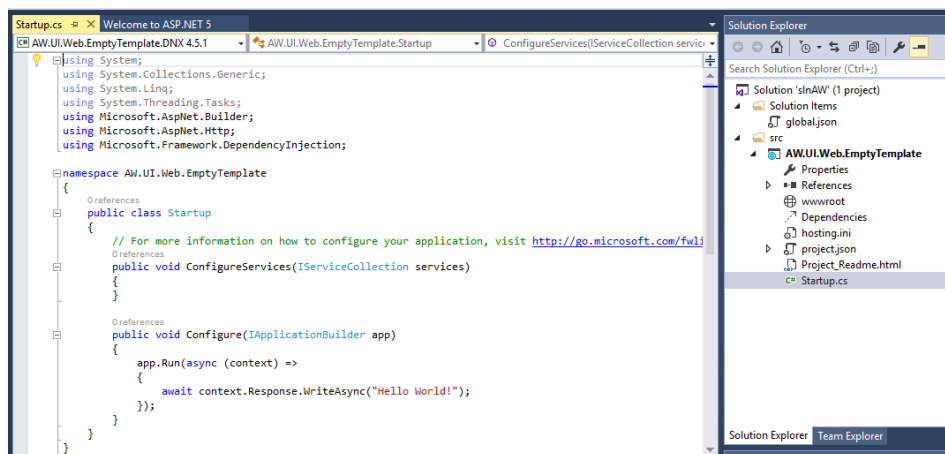 Startup.cs Welcome to ASP.NET 5
C# AW.UI.Web.EmptyTemplate.DNX 4.5.1 AW.UI.Web.EmptyTemplate.Startup ConfigureServices(IServiceCollection servic
using System;
using System.Collections.Generic;
using System.Linq;
using System.Threading.Tasks;
using Microsoft.AspNet.Builder;
using Microsoft.AspNet.Http;
using Microsoft.Framework.DependencyInjection;
namespace AW.UI.Web.EmptyTemplate
{
0 references
public class Startup
{
// For more information on how to configure your application, visit http://go.microsoft.com/fwli
0 references
public void ConfigureServices(IServiceCollection services)
{
}
0 references
public void Configure(IApplicationBuilder app)
{
app.Run(async (context) =>
{
await context.Response.WriteAsync("Hello World!");
});
}
}
}
Solution Explorer
Search Solution Explorer (Ctrl+;)
Solution 'slnAW' (1 project)
Solution Items
global.json
src
AW.UI.Web.EmptyTemplate
Properties
References
wwwroot
Dependencies
hosting.ini
project.json
Project_Readme.html
C# Startup.cs
Solution Explorer Team Explorer